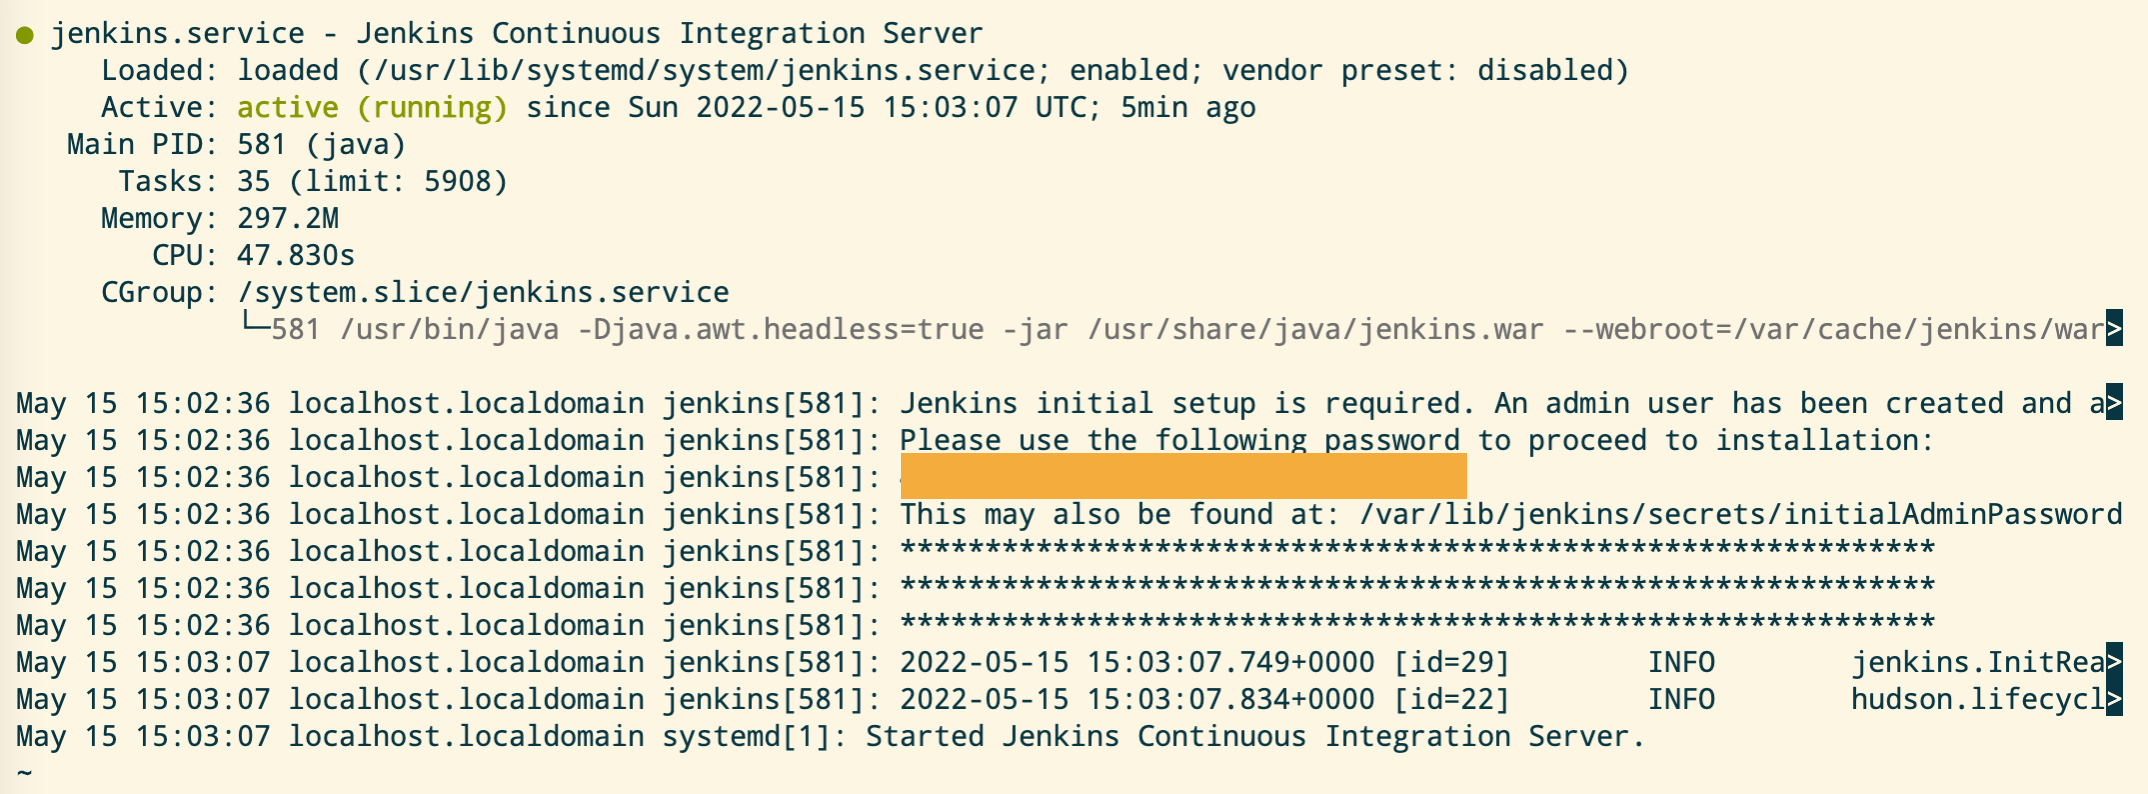 ● jenkins.service - Jenkins Continuous Integration Server
Loaded: loaded (/usr/lib/systemd/system/jenkins.service; enabled; vendor preset: disabled)
Active: active (running) since Sun 2022-05-15 15:03:07 UTC; 5min ago
Main PID: 581 (java)
Tasks: 35 (limit: 5908)
Memory: 297.2M
CPU: 47.830s
CGroup: /system.slice/jenkins.service
└─581 /usr/bin/java -Djava.awt.headless=true -jar /usr/share/java/jenkins.war --webroot=/var/cache/jenkins/war>
May 15 15:02:36 localhost.localdomain jenkins[581]: Jenkins initial setup is required. An admin user has been created and a>
May 15 15:02:36 localhost.localdomain jenkins[581]: Please use the following password to proceed to installation:
May 15 15:02:36 localhost.localdomain jenkins[581]:
May 15 15:02:36 localhost.localdomain jenkins[581]: This may also be found at: /var/lib/jenkins/secrets/initialAdminPassword
May 15 15:02:36 localhost.localdomain jenkins[581]: *************************************************************
May 15 15:02:36 localhost.localdomain jenkins[581]: *************************************************************
May 15 15:02:36 localhost.localdomain jenkins[581]: *************************************************************
May 15 15:03:07 localhost.localdomain jenkins[581]: 2022-05-15 15:03:07.749+0000 [id=29]        INFO        jenkins.InitRea>
May 15 15:03:07 localhost.localdomain jenkins[581]: 2022-05-15 15:03:07.834+0000 [id=22]        INFO        hudson.lifecycl>
May 15 15:03:07 localhost.localdomain systemd[1]: Started Jenkins Continuous Integration Server.
~